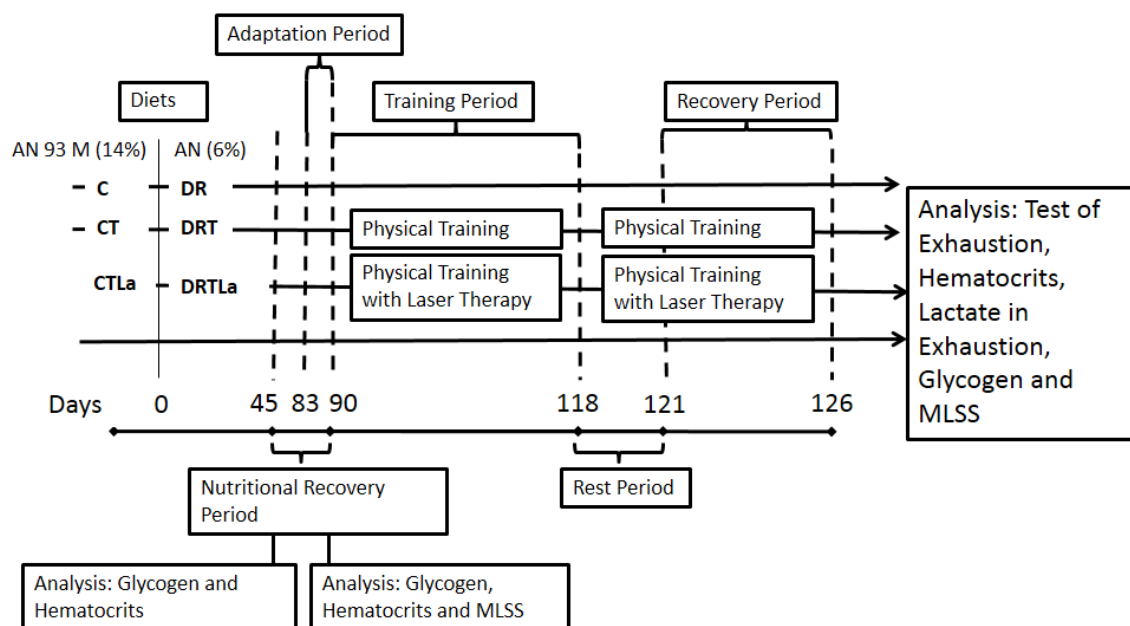 Adaptation Period
Diets
Training Period
Recovery Period
AN 93 M (14%)
AN (6%)
C
DR
CT
DRT
Physical Training
Physical Training
CTLa
DRTLa
Physical Training
with Laser Therapy
Physical Training
with Laser Therapy
Analysis: Test of
Exhaustion,
Hematocrits,
Lactate in
Exhaustion,
Glycogen and
MLSS
Days 0 45 83 90 118 121 126
Nutritional Recovery
Period
Rest Period
Analysis: Glycogen and
Hematocrits
Analysis: Glycogen,
Hematocrits and MLSS